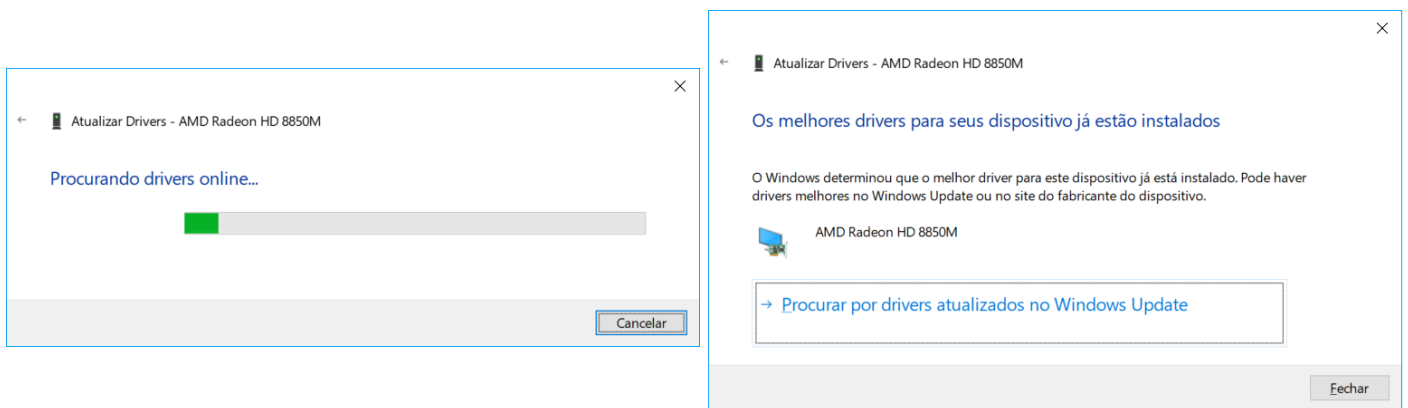 Atualizar Drivers - AMD Radeon HD 8850M
Procurando drivers online...
Cancelar
Atualizar Drivers - AMD Radeon HD 8850M
Os melhores drivers para seus dispositivo já estão instalados
O Windows determinou que o melhor driver para este dispositivo já está instalado. Pode haver
drivers melhores no Windows Update ou no site do fabricante do dispositivo.
AMD Radeon HD 8850M
Procurar por drivers atualizados no Windows Update
Fechar